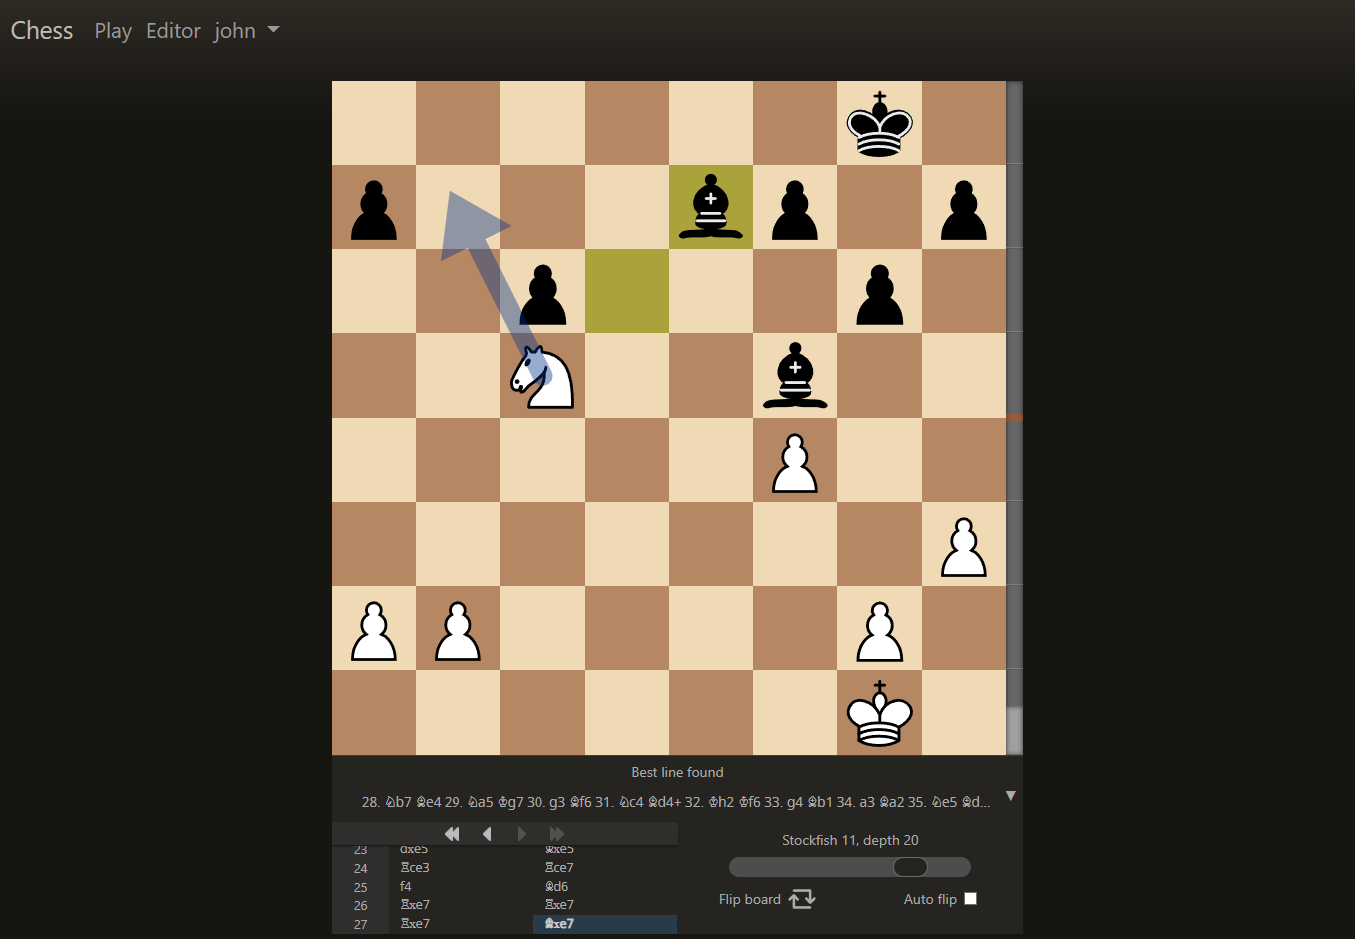 Chess Play Editor john
Best line found
28. ♘b7 ♗e4 29. ♘a5 ♔g7 30. g3 ♗f6 31. ♘c4 ♗d4+ 32. ♔h2 ♔f6 33. g4 ♗b1 34. a3 ♗a2 35. ♘e5 ♗d...
23 dxe5 ♗xe5
24 ♖ce3 ♖ce7
25 f4 ♗d6
26 ♖xe7 ♖xe7
27 ♖xe7 ♗xe7
Stockfish 11, depth 20
Flip board Auto flip